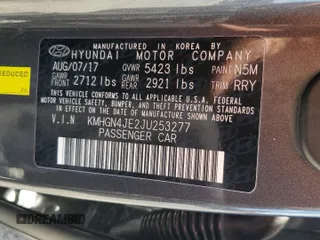 REDUCED
MANUFACTURED IN KOREA BY
HYUNDAI MOTOR COMPANY
AUG/07/17 GVWR 5423 lbs PAINT N5M
GAWR FRONT 2712 lbs GAWR REAR 2921 lbs TRIM RRY
THIS VEHICLE CONFORMS TO ALL APPLICABLE U.S. FEDERAL MOTOR VEHICLE SAFETY, BUMPER, AND THEFT PREVENTION STANDARDS IN EFFECT ON THE DATE OF MANUFACTURE SHOWN ABOVE.
V.I.N KMHGN4JE2JU253277
PASSENGER CAR
© DREAMBID